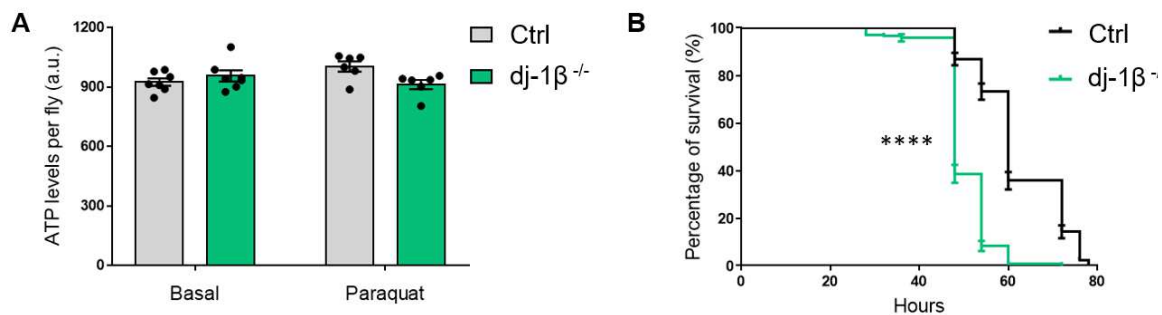 A
ATP levels per fly (a.u.)
1200
900
600
300
0
Basal
Paraquat
Ctrl
dj-1β -/-
B
Percentage of survival (%)
100
80
60
40
20
0
0
20
40
60
80
Hours
****
Ctrl
dj-1β -